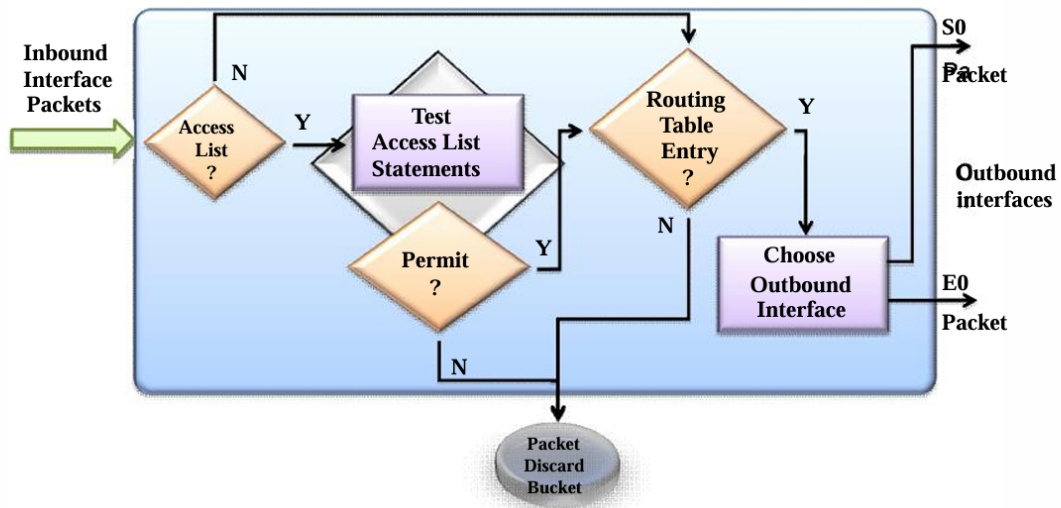 Inbound
Interface
Packets
Access
List
?
N
Y
Test
Access List
Statements
Permit
?
Y
N
Routing
Table
Entry
?
Y
N
Choose
Outbound
Interface
S0
Packet
Outbound
interfaces
E0
Packet
Packet
Discard
Bucket